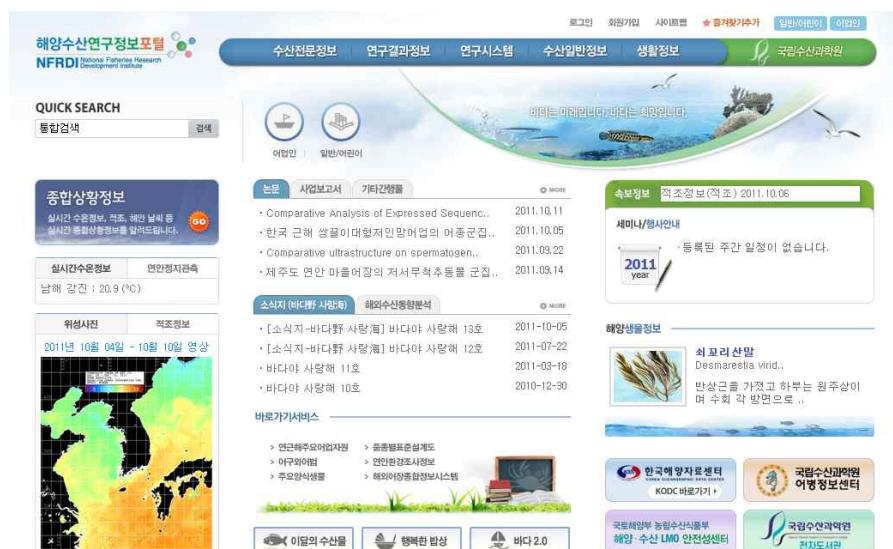 로그인 회원가입 사이트맵 ★ 즐겨찾기추가 일반/어린이 어업인
해양수산연구정보포털
NFRDI National Fisheries Research Development Institute
수산전문정보 연구결과정보 연구시스템 수산일반정보 생활정보 국립수산과학원
QUICK SEARCH
통합검색 검색
어업인 일반/어린이
바다는 미래입니다. 바다는 희망입니다.
종합상황정보
실시간 수온정보, 적조, 해안 날씨 등
실시간 종합상황정보를 알려드립니다.
GO
실시간수온정보 연안정지관측
남해 강진 : 20.9 (℃)
위성사진 적조정보
2011년 10월 04일 - 10월 10일 영상
논문 사업보고서 기타간행물 MORE
· Comparative Analysis of Expressed Sequenc.. 2011.10.11
· 한국 근해 쌍끌이대형저인망어업의 어종군집.. 2011.10.05
· Comparative ultrastructure on spermatogen.. 2011.09.22
· 제주도 연안 마을어장의 저서무척추동물 군집.. 2011.09.14
소식지 (바다野 사랑海) 해외수산동향분석 MORE
· [소식지-바다野 사랑海] 바다야 사랑해 13호 2011-10-05
· [소식지-바다野 사랑海] 바다야 사랑해 12호 2011-07-22
· 바다야 사랑해 11호 2011-03-18
· 바다야 사랑해 10호 2010-12-30
바로가기서비스
> 연근해주요어업자원 > 품종별표준설계도
> 어구와어법 > 연안환경조사정보
> 주요양식생물 > 해외어장종합정보시스템
이달의 수산물 행복한 밥상 바다 2.0
속보정보 적조정보(적조) 2011.10.06
세미나/행사안내
2011
year
· 등록된 주간 일정이 없습니다.
해양생물정보
쇠꼬리산말
Desmarestia virid..
반상근를 가졌고 하부는 원주상이
며 수회 각 방면으로 ..
한국해양자료센터
KOREA OCEANOGRAPHIC DATA CENTER
KODC 바로가기
국립수산과학원
어병정보센터
국토해양부 농림수산식품부
해양·수산 LMO 안전성센터
국립수산과학원
전자도서관